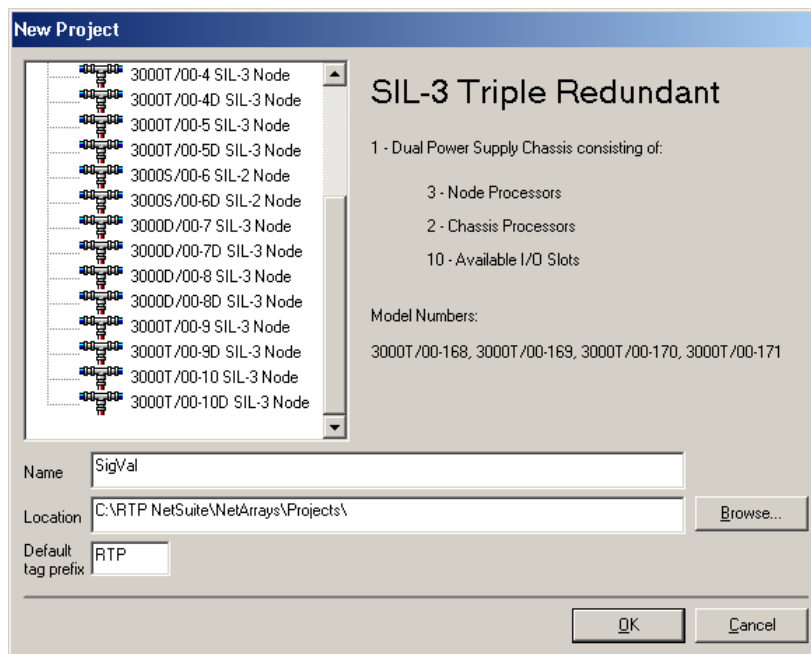 New Project
3000T/00-4 SIL-3 Node
3000T/00-4D SIL-3 Node
3000T/00-5 SIL-3 Node
3000T/00-5D SIL-3 Node
3000S/00-6 SIL-2 Node
3000S/00-6D SIL-2 Node
3000D/00-7 SIL-3 Node
3000D/00-7D SIL-3 Node
3000D/00-8 SIL-3 Node
3000D/00-8D SIL-3 Node
3000T/00-9 SIL-3 Node
3000T/00-9D SIL-3 Node
3000T/00-10 SIL-3 Node
3000T/00-10D SIL-3 Node
SIL-3 Triple Redundant
1 - Dual Power Supply Chassis consisting of:
3 - Node Processors
2 - Chassis Processors
10 - Available I/O Slots
Model Numbers:
3000T/00-168, 3000T/00-169, 3000T/00-170, 3000T/00-171
Name
SigVal
Location
C:\RTP NetSuite\NetArrays\Projects\
Browse...
Default
tag prefix
RTP
OK
Cancel